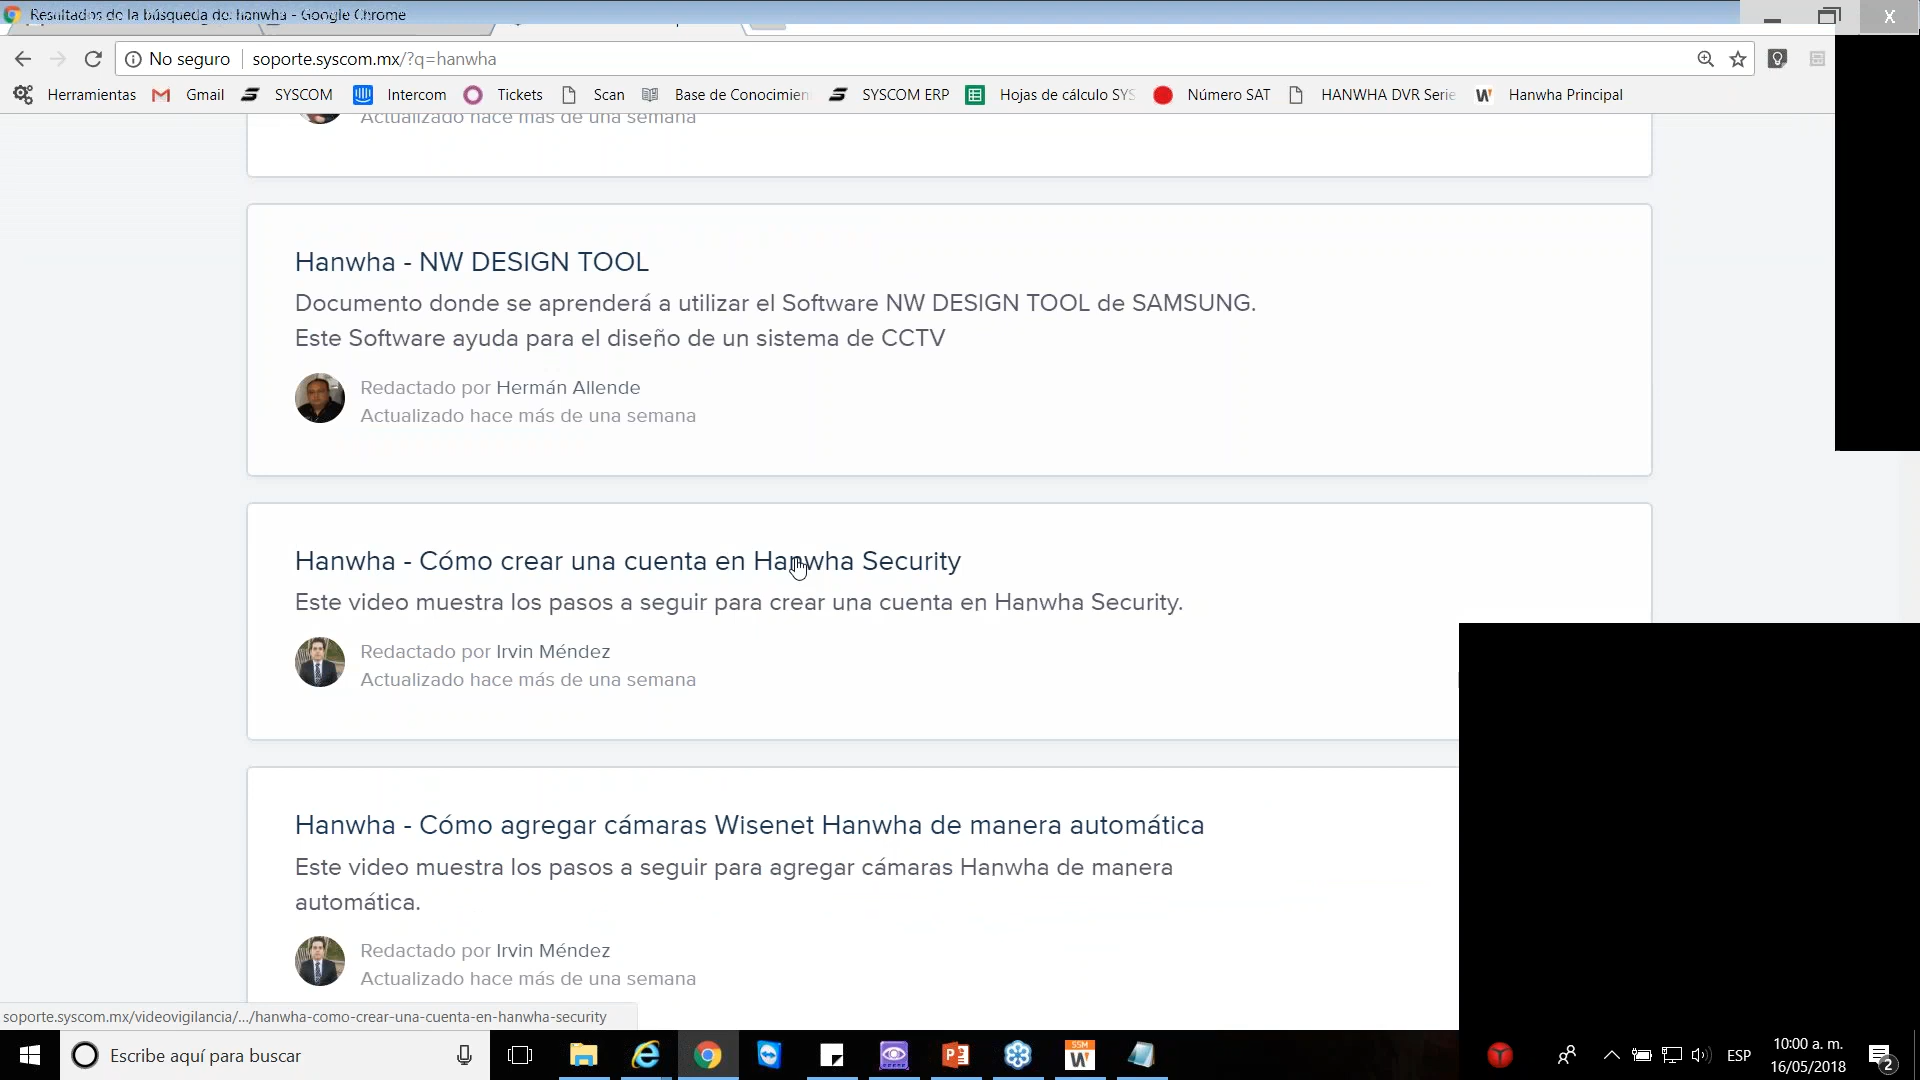 Resultados de la búsqueda de: hanwha - Google Chrome
No seguro soporte.syscom.mx/?q=hanwha
Herramientas Gmail SYSCOM Intercom Tickets Scan Base de Conocimien SYSCOM ERP Hojas de cálculo SYS Número SAT HANWHA DVR Serie Hanwha Principal
Actualizado hace más de una semana
Hanwha - NW DESIGN TOOL
Documento donde se aprenderá a utilizar el Software NW DESIGN TOOL de SAMSUNG.
Este Software ayuda para el diseño de un sistema de CCTV
Redactado por Hermán Allende
Actualizado hace más de una semana
Hanwha - Cómo crear una cuenta en Hanwha Security
Este video muestra los pasos a seguir para crear una cuenta en Hanwha Security.
Redactado por Irvin Méndez
Actualizado hace más de una semana
Hanwha - Cómo agregar cámaras Wisenet Hanwha de manera automática
Este video muestra los pasos a seguir para agregar cámaras Hanwha de manera
automática.
Redactado por Irvin Méndez
Actualizado hace más de una semana
soporte.syscom.mx/videovigilancia/.../hanwha-como-crear-una-cuenta-en-hanwha-security
Escribe aquí para buscar
SSM
W
ESP
10:00 a. m.
16/05/2018
2